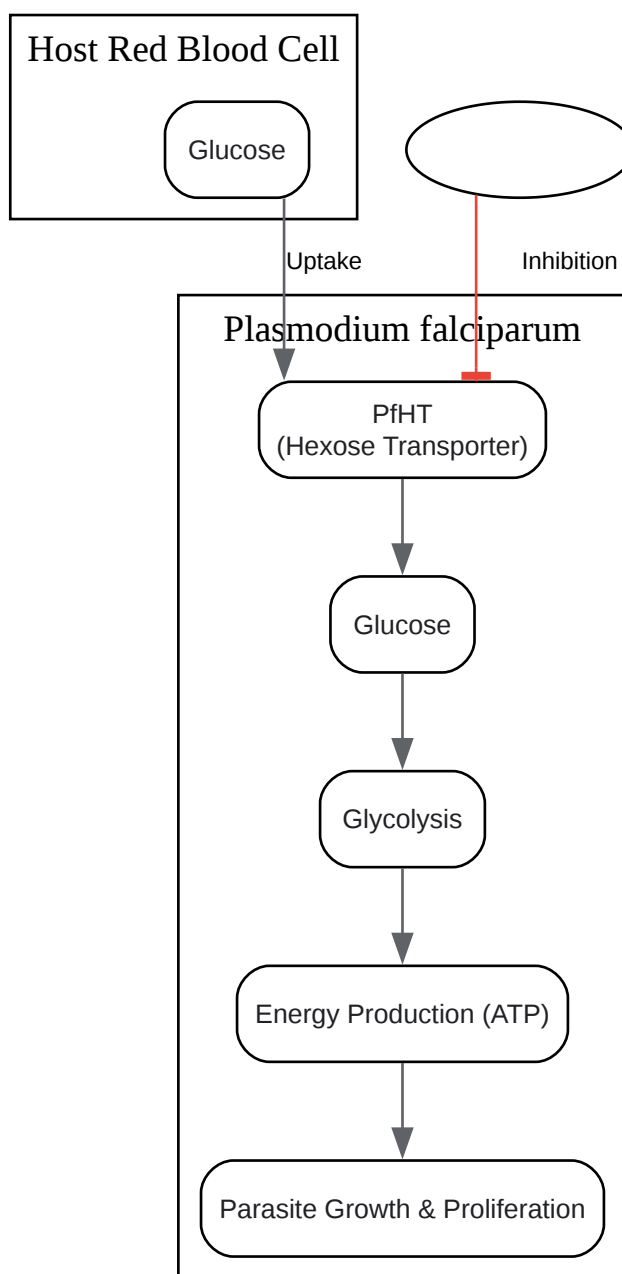 Host Red Blood Cell
Glucose
Uptake
Inhibition
Plasmodium falciparum
PfHT
(Hexose Transporter)
Glucose
Glycolysis
Energy Production (ATP)
Parasite Growth & Proliferation